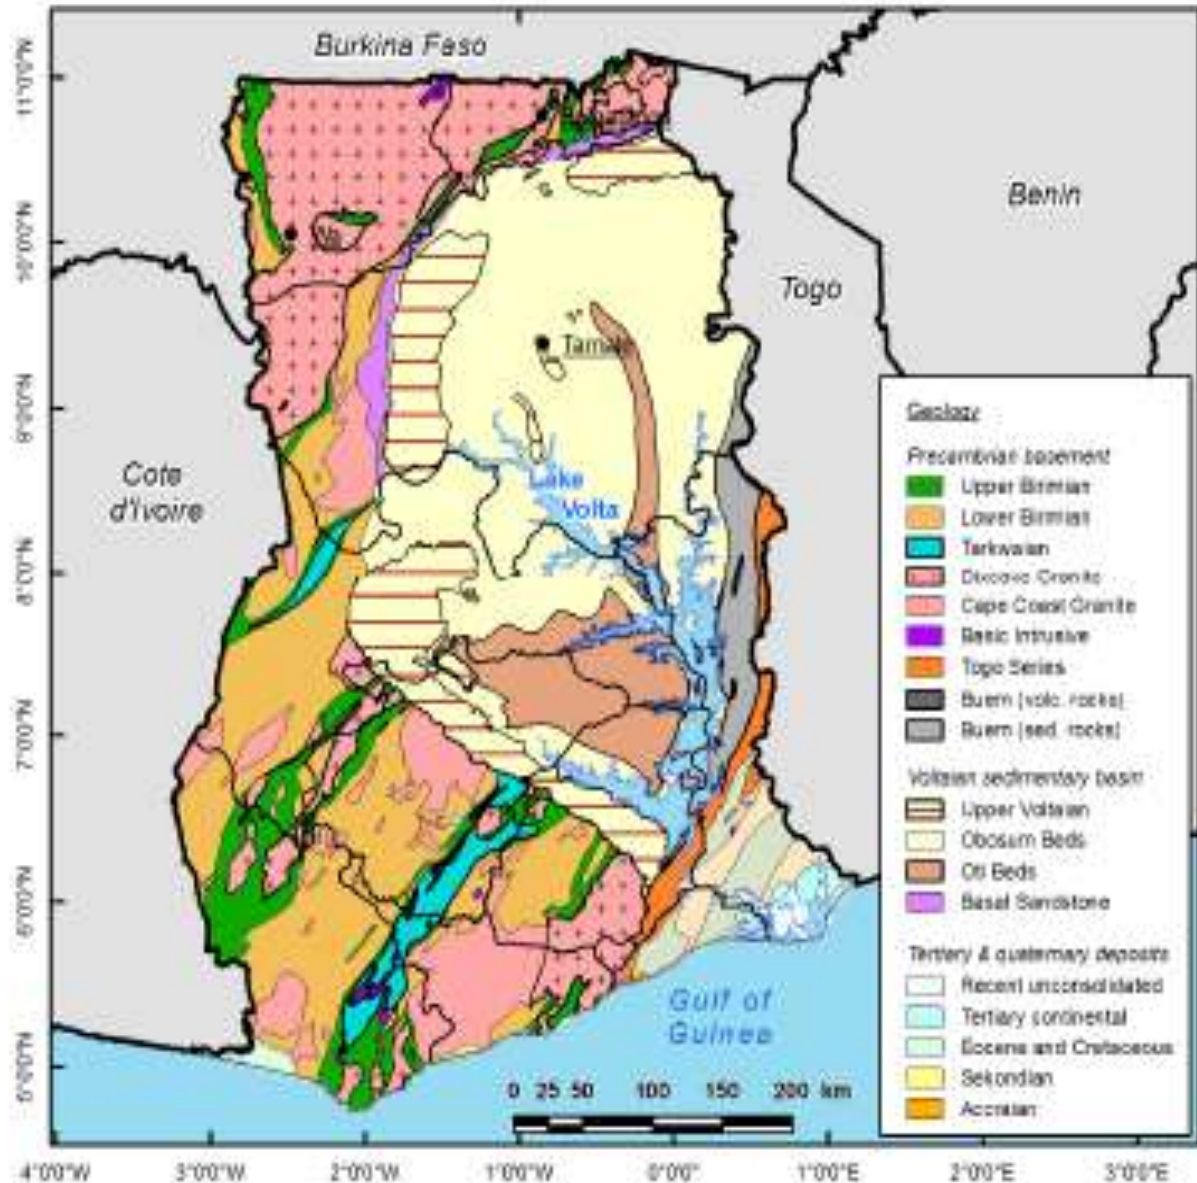 Burkina Faso
Benin
Togo
Tamale
Cote
d'Ivoire
Lake
Volta
Gulf of
Guinea
0 25 50 100 150 200 km
Geology
Precambrian basement
Upper Birimian
Lower Birimian
Tarkwaian
Dixcove Granite
Cape Coast Granite
Basic Intrusive
Togo Series
Buem (volc. rocks)
Buem (sed. rocks)
Voltaian sedimentary basin
Upper Voltaian
Obosum Beds
Oti Beds
Basal Sandstone
Tertiery & quaternary deposits
Recent unconsolidated
Tertiary continental
Eocene and Cretaceous
Sekondian
Accraian
11°0'0"N
10°0'0"N
9°0'0"N
8°0'0"N
7°0'0"N
6°0'0"N
5°0'0"N
4°0'0"W 3°0'0"W 2°0'0"W 1°0'0"W 0°0'0"E 1°0'0"E 2°0'0"E 3°0'0"E